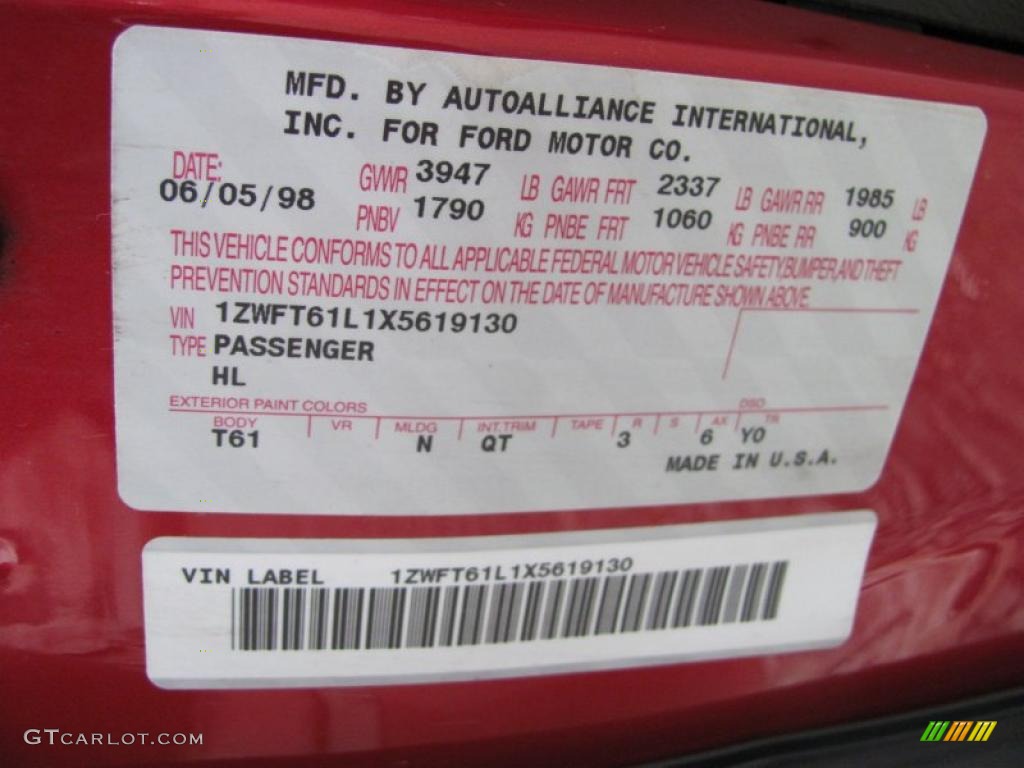 MFD. BY AUTOALLIANCE INTERNATIONAL,
INC. FOR FORD MOTOR CO.
DATE: GVWR 3947 LB GAWR FRT 2337 LB GAWR RR 1985 LB
06/05/98 PNBV 1790 KG PNBE FRT 1060 KG PNBE RR 900 KG
THIS VEHICLE CONFORMS TO ALL APPLICABLE FEDERAL MOTOR VEHICLE SAFETY, BUMPER, AND THEFT
PREVENTION STANDARDS IN EFFECT ON THE DATE OF MANUFACTURE SHOWN ABOVE.
VIN 1ZWFT61L1X5619130
TYPE PASSENGER
HL
EXTERIOR PAINT COLORS DSO
BODY VR MLDG INT. TRIM TAPE R S AX TR
T61 N QT 3 6 Y0
MADE IN U.S.A.
VIN LABEL 1ZWFT61L1X5619130
GTCARLOT.COM